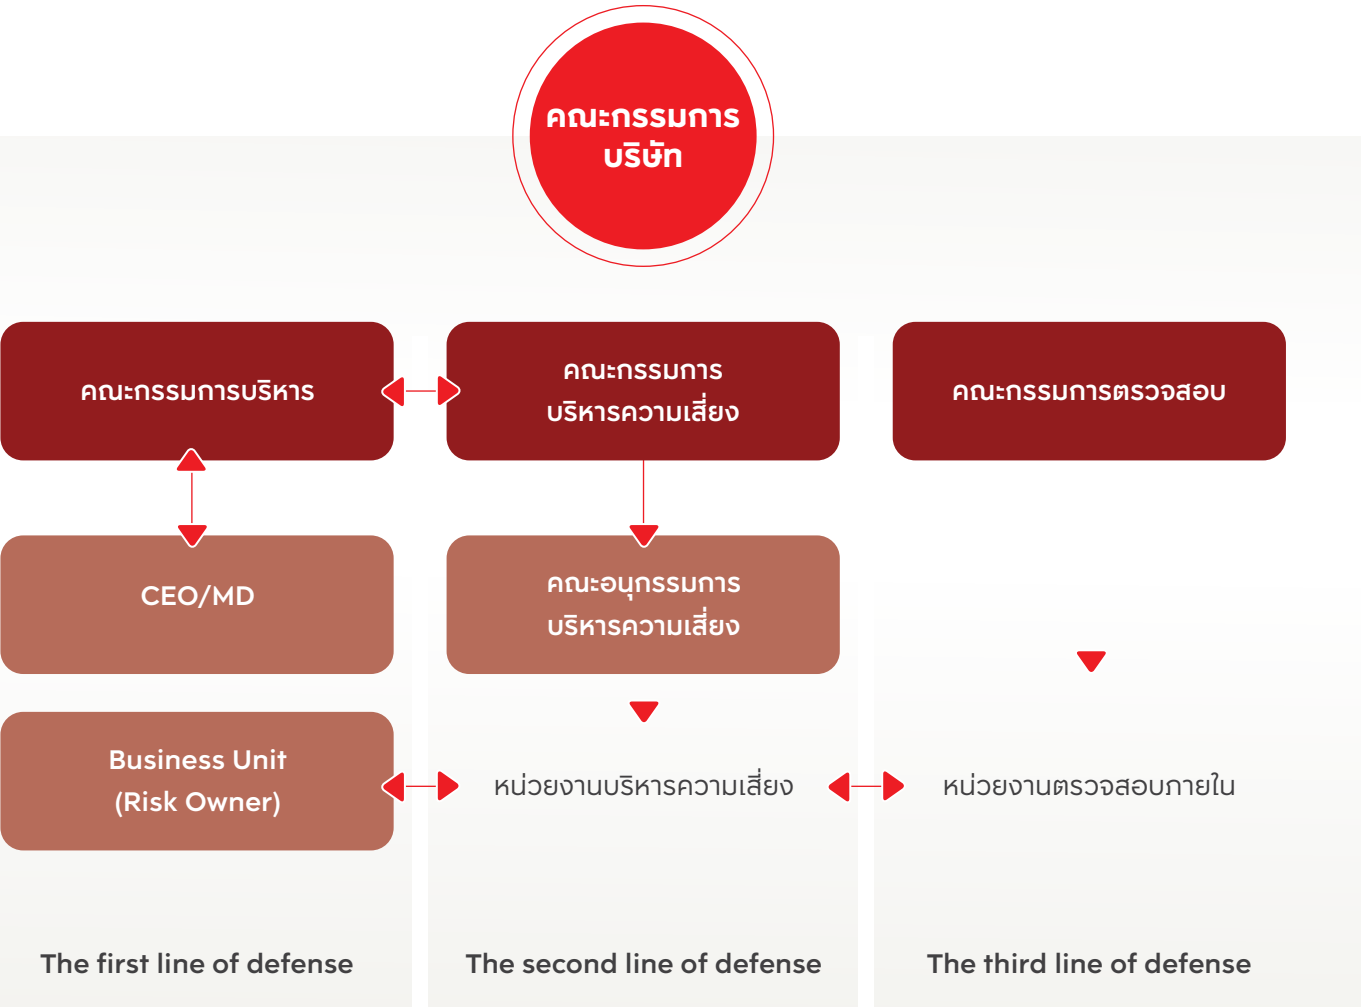 คณะกรรมการ
บริษัท
คณะกรรมการบริหาร
คณะกรรมการ
บริหารความเสี่ยง
คณะกรรมการตรวจสอบ
CEO/MD
คณะอนุกรรมการ
บริหารความเสี่ยง
Business Unit
(Risk Owner)
หน่วยงานบริหารความเสี่ยง
หน่วยงานตรวจสอบภายใน
The first line of defense
The second line of defense
The third line of defense